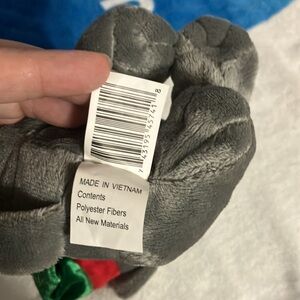 MADE IN VIETNAM
Contents
Polyester Fibers
All New Materials